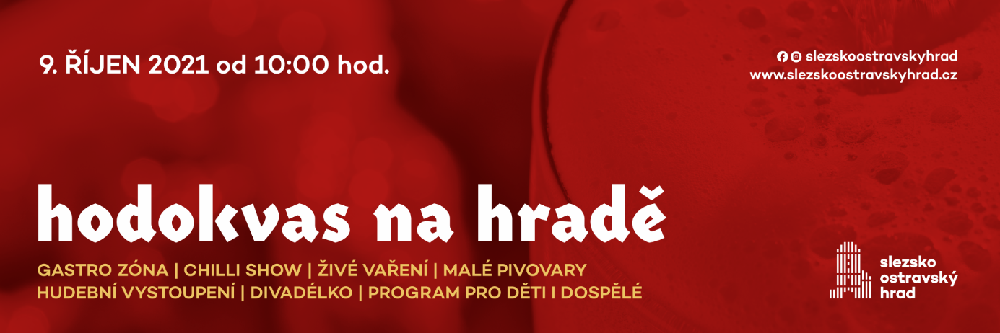 9. ŘÍJEN 2021 od 10:00 hod.
slezskoostravskyhrad
www.slezskoostravskyhrad.cz
hodokvas na hradě
GASTRO ZÓNA | CHILLI SHOW | ŽIVÉ VAŘENÍ | MALÉ PIVOVARY
HUDEBNÍ VYSTOUPENÍ | DIVADÉLKO | PROGRAM PRO DĚTI I DOSPĚLÉ
slezsko
ostravský
hrad